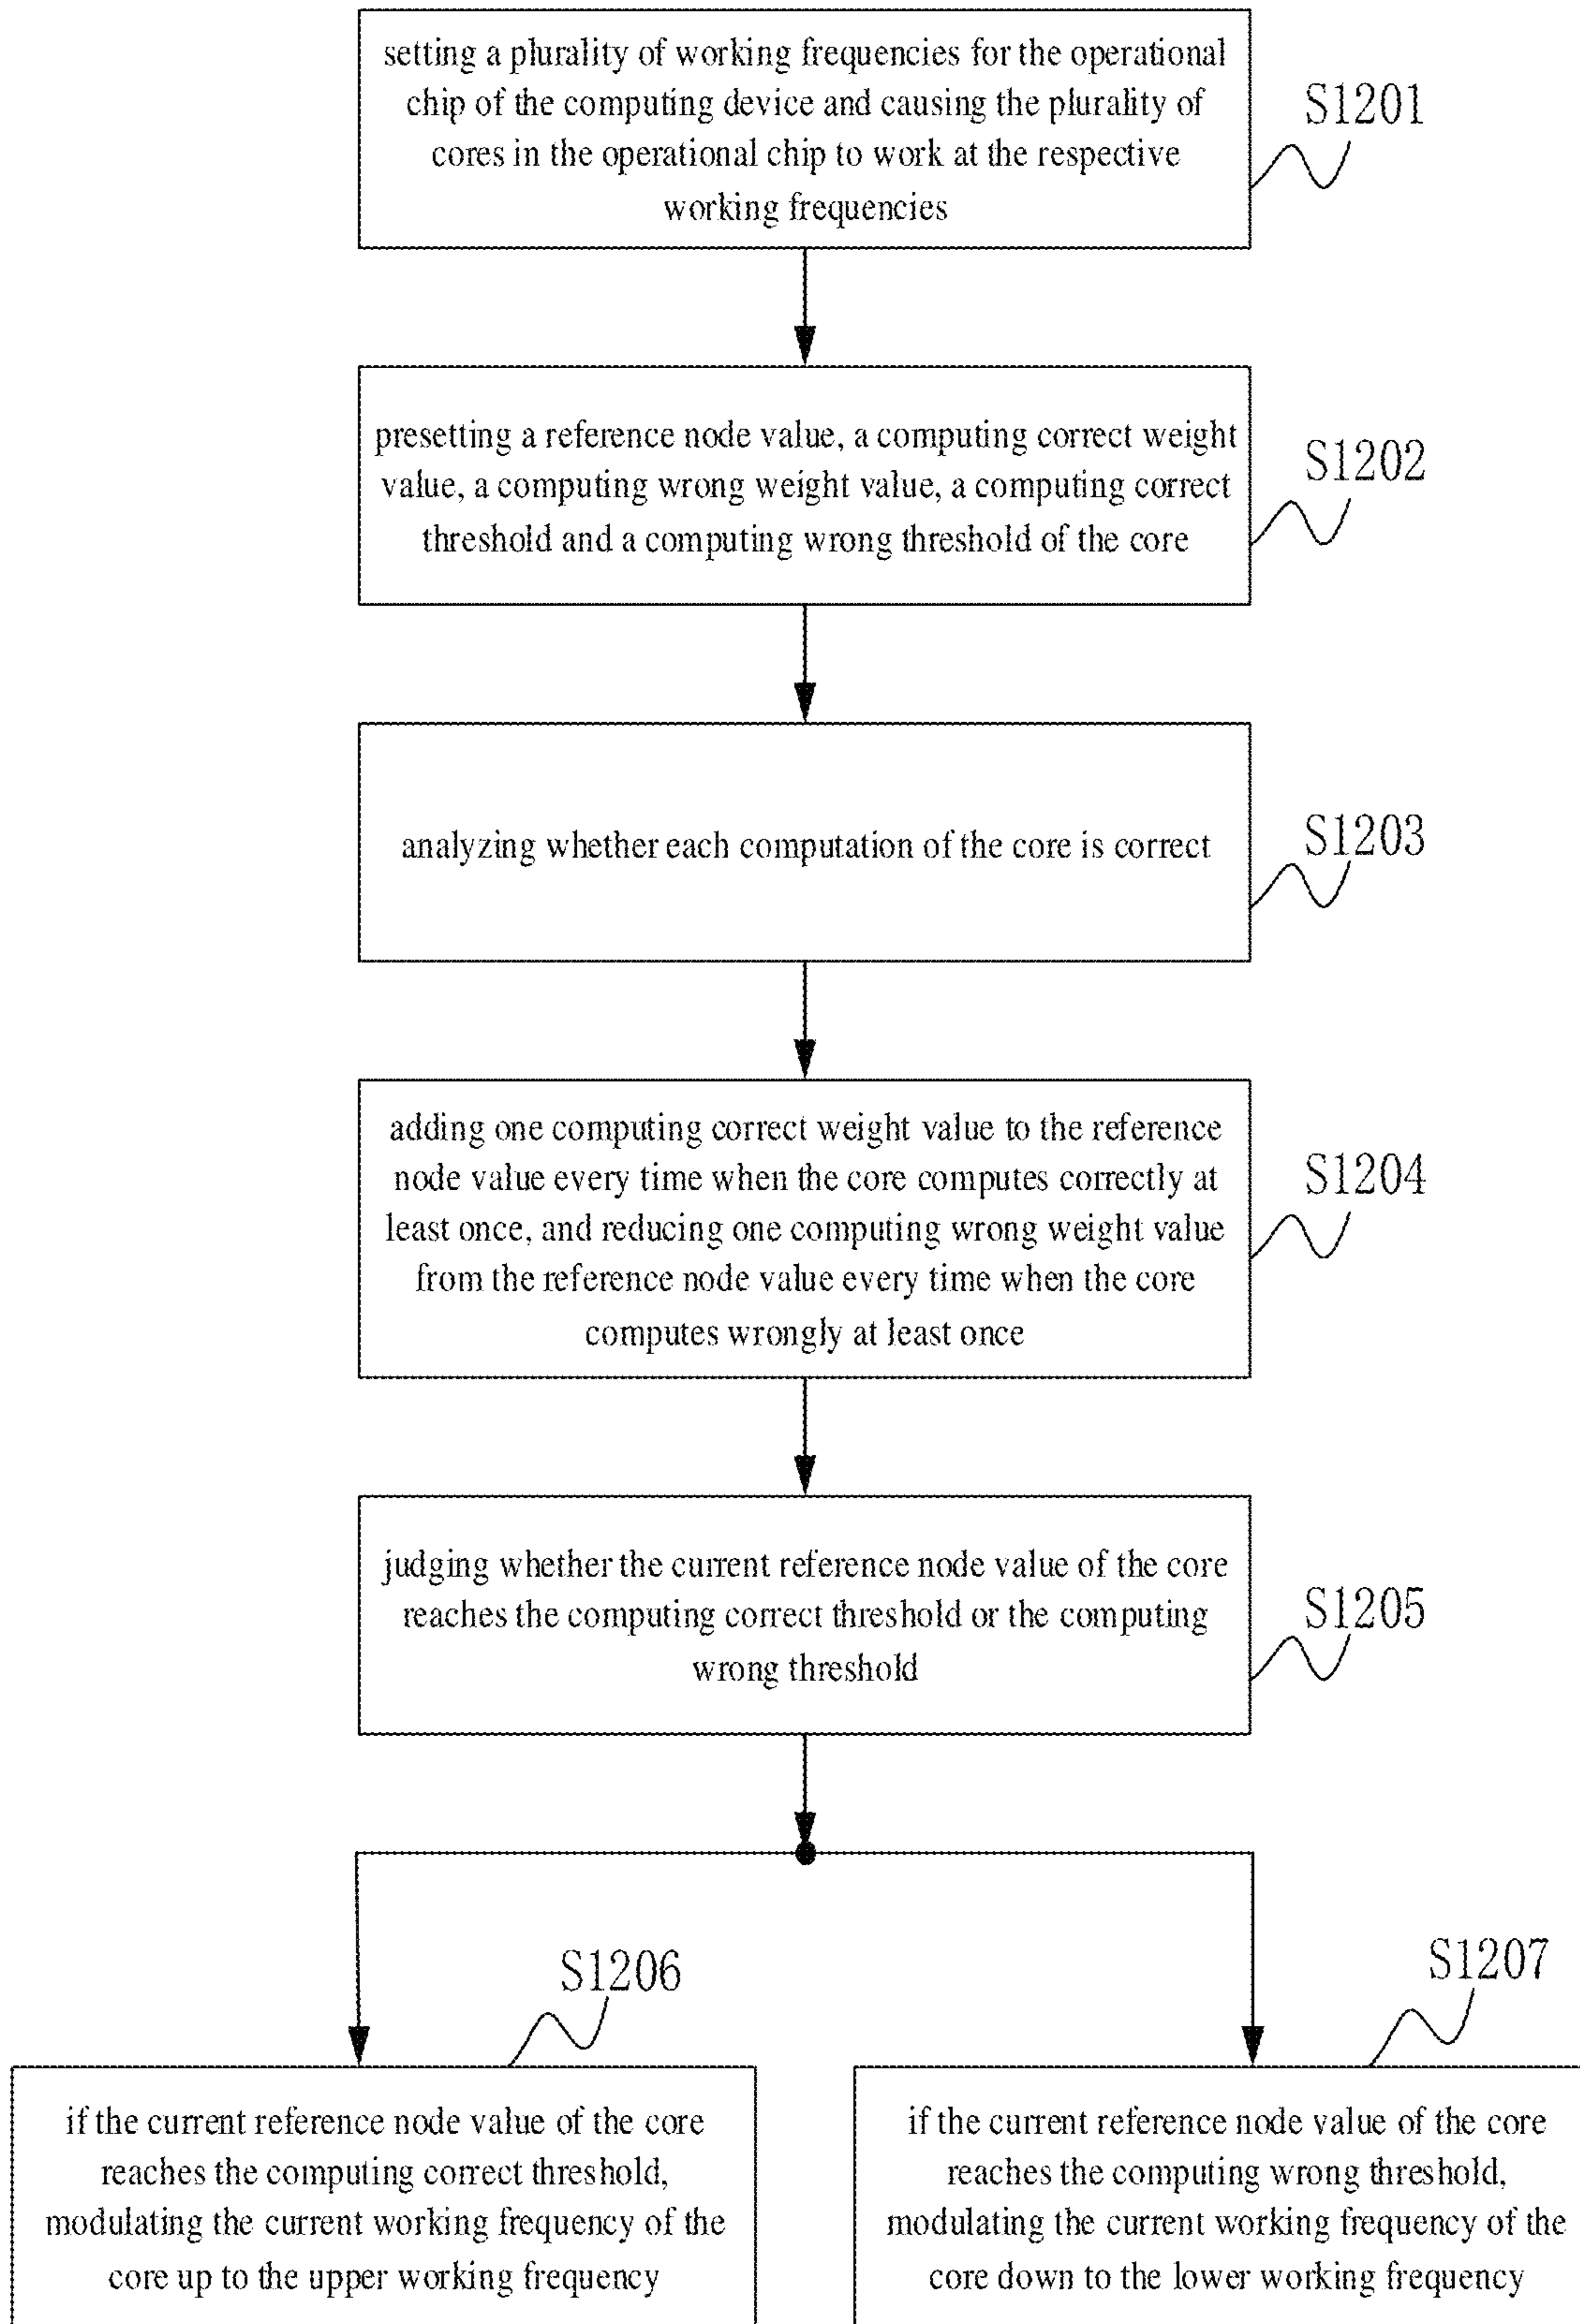 setting a plurality of working frequencies for the operational
chip of the computing device and causing the plurality of
cores in the operational chip to work at the respective
working frequencies
S1201
presetting a reference node value, a computing correct weight
value, a computing wrong weight value, a computing correct
threshold and a computing wrong threshold of the core
S1202
analyzing whether each computation of the core is correct
S1203
adding one computing correct weight value to the reference
node value every time when the core computes correctly at
least once, and reducing one computing wrong weight value
from the reference node value every time when the core
computes wrongly at least once
S1204
judging whether the current reference node value of the core
reaches the computing correct threshold or the computing
wrong threshold
S1205
S1206
if the current reference node value of the core
reaches the computing correct threshold,
modulating the current working frequency of the
core up to the upper working frequency
S1207
if the current reference node value of the core
reaches the computing wrong threshold,
modulating the current working frequency of the
core down to the lower working frequency